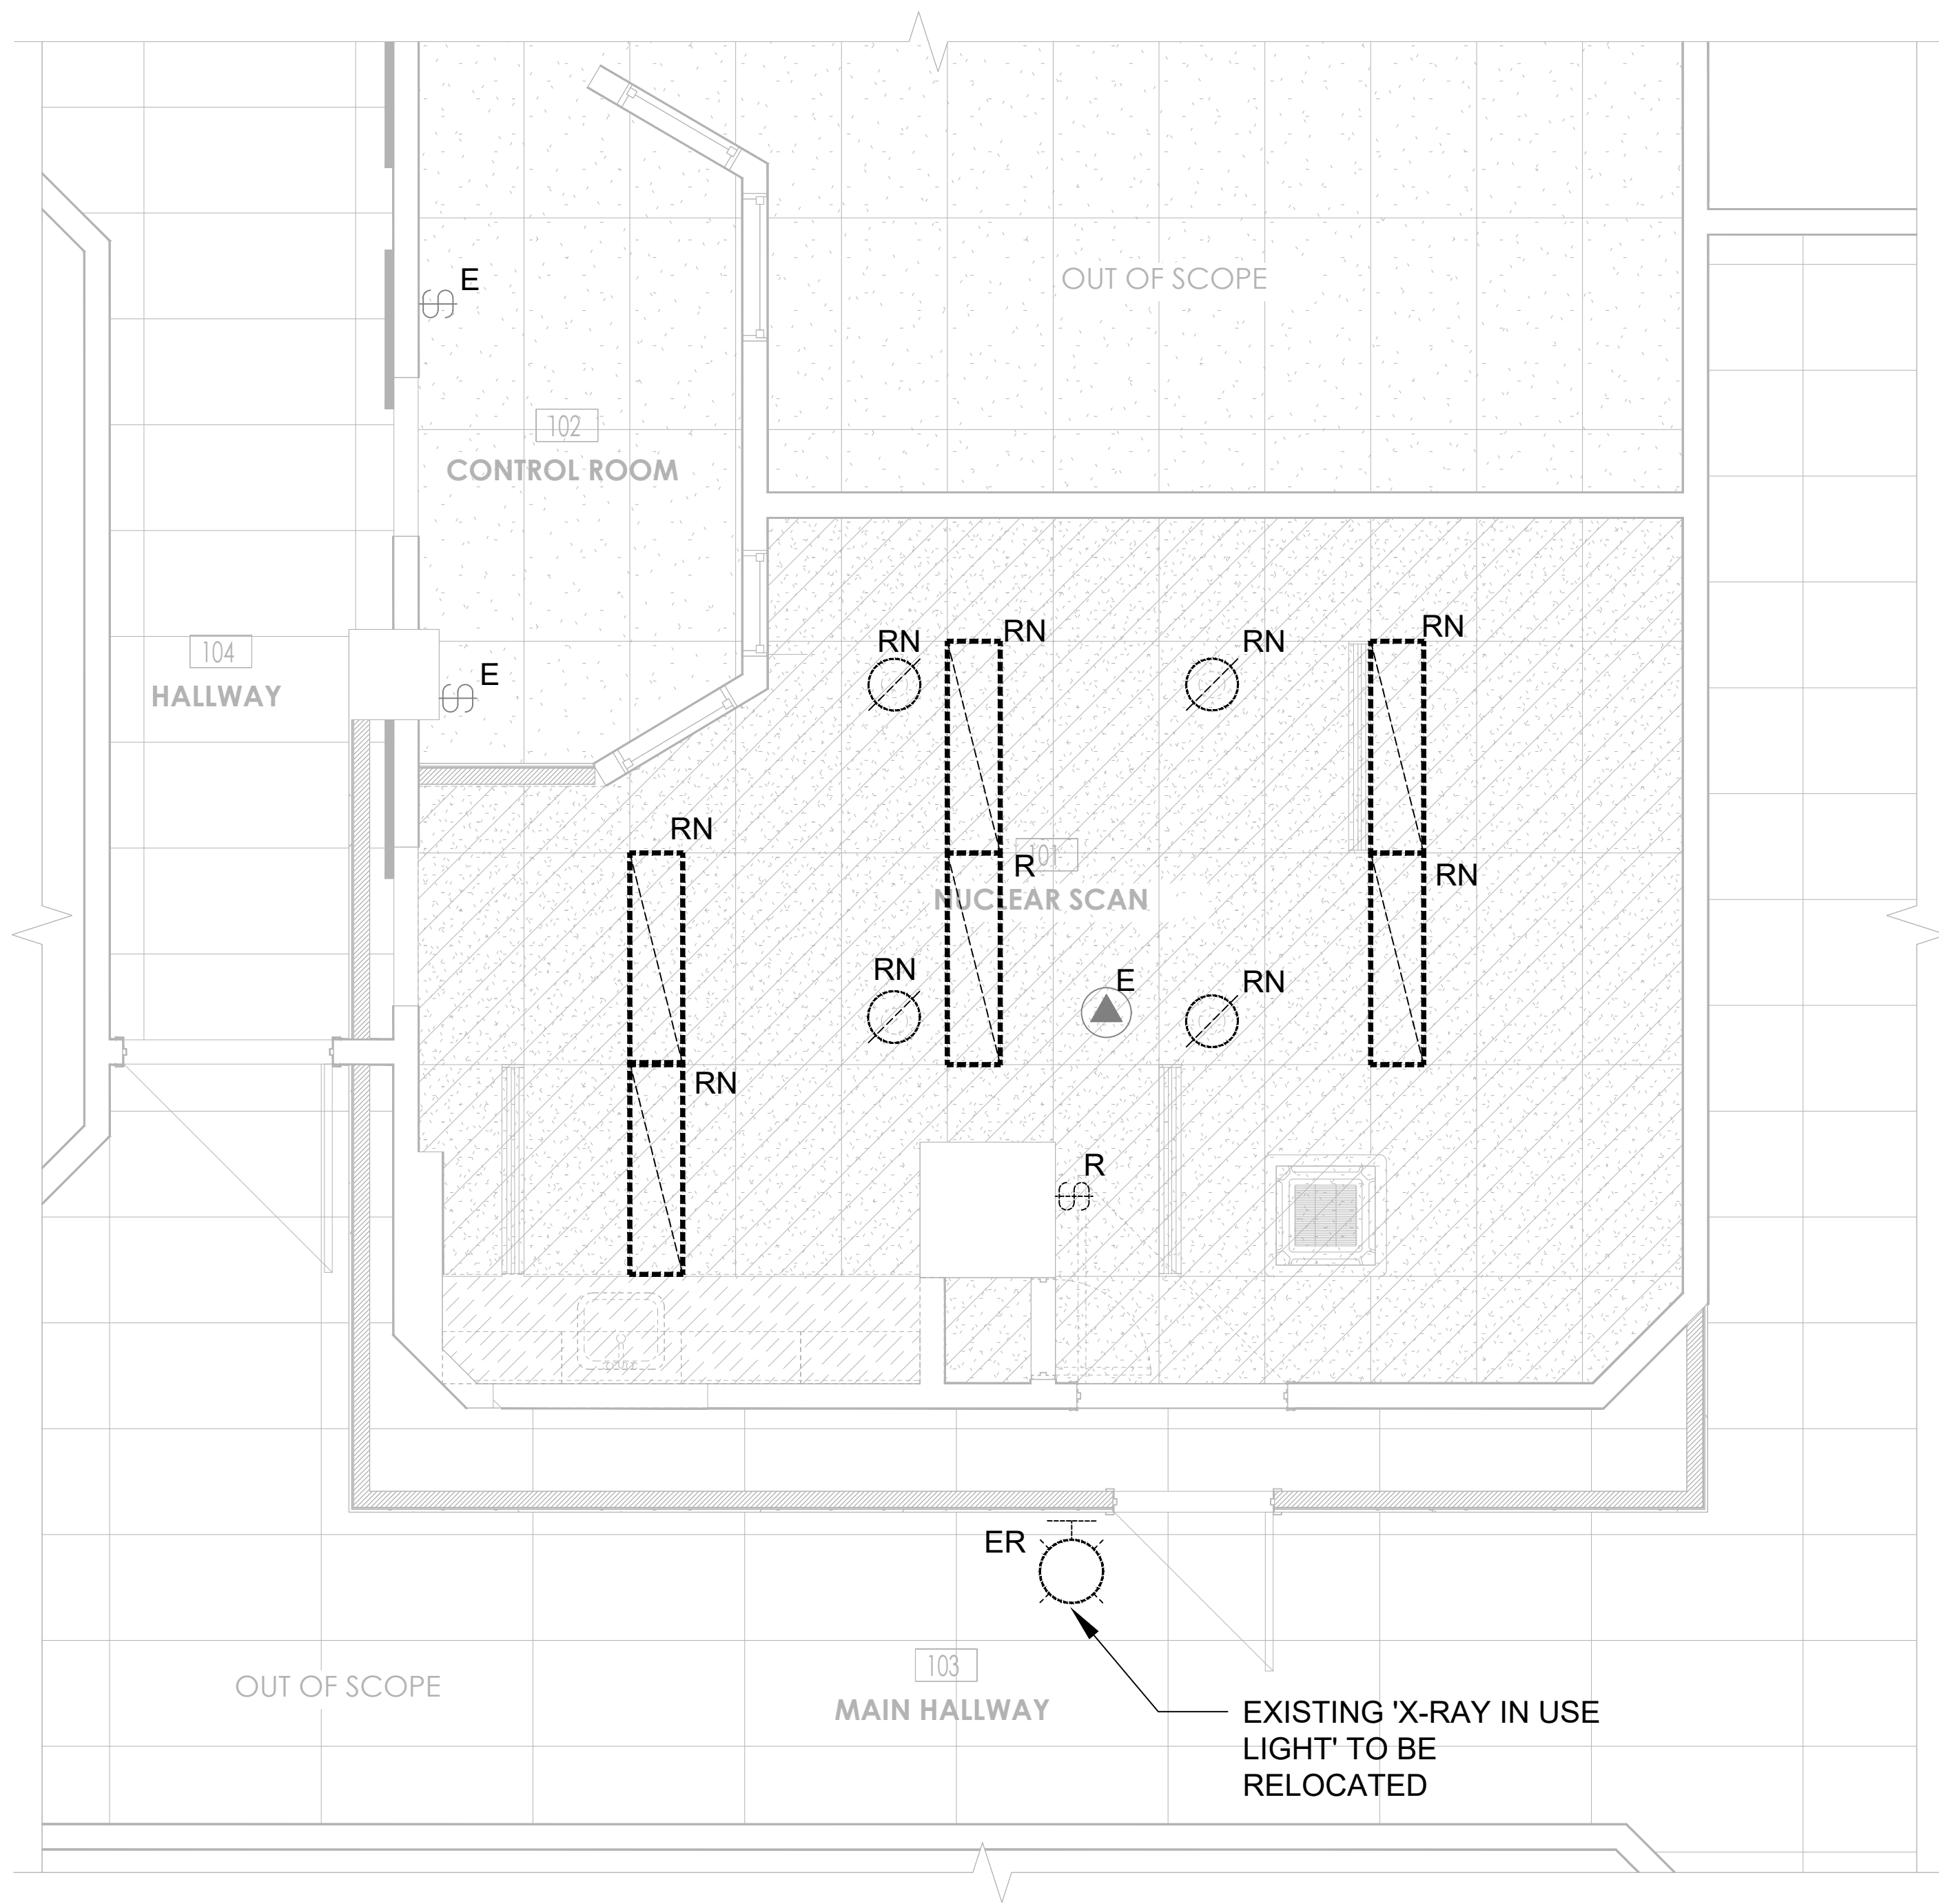 E
OUT OF SCOPE
102
CONTROL ROOM
104
HALLWAY
E
RN
RN
RN
RN
RN
101
R
RN
NUCLEAR SCAN
RN
E
RN
RN
R
ER
103
MAIN HALLWAY
OUT OF SCOPE
EXISTING 'X-RAY IN USE
LIGHT' TO BE
RELOCATED